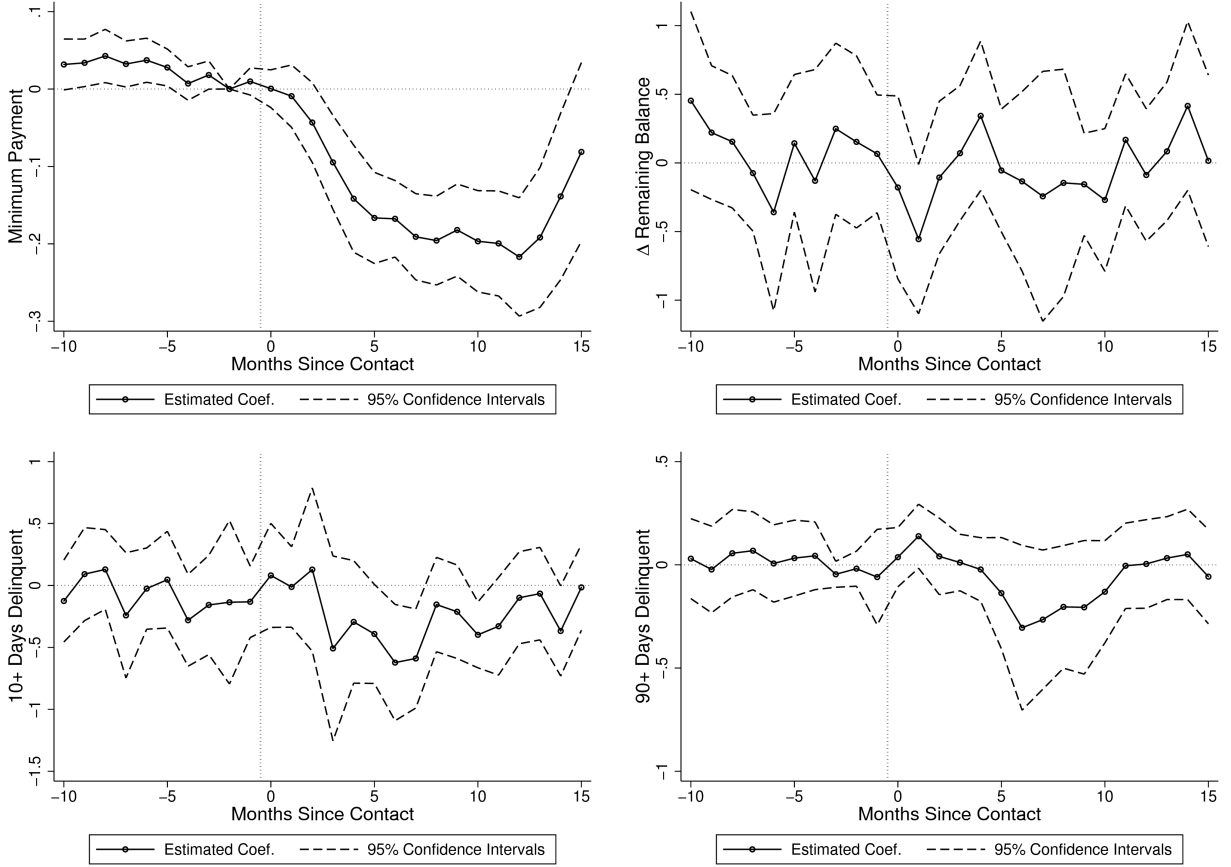 Minimum Payment
.1
0
−.1
−.2
−.3
−10
−5
0
5
10
15
Months Since Contact
Estimated Coef.
95% Confidence Intervals
Δ Remaining Balance
1
.5
0
−.5
−1
−10
−5
0
5
10
15
Months Since Contact
Estimated Coef.
95% Confidence Intervals
10+ Days Delinquent
1
.5
0
−.5
−1
−1.5
−10
−5
0
5
10
15
Months Since Contact
Estimated Coef.
95% Confidence Intervals
90+ Days Delinquent
.5
0
−.5
−1
−10
−5
0
5
10
15
Months Since Contact
Estimated Coef.
95% Confidence Intervals